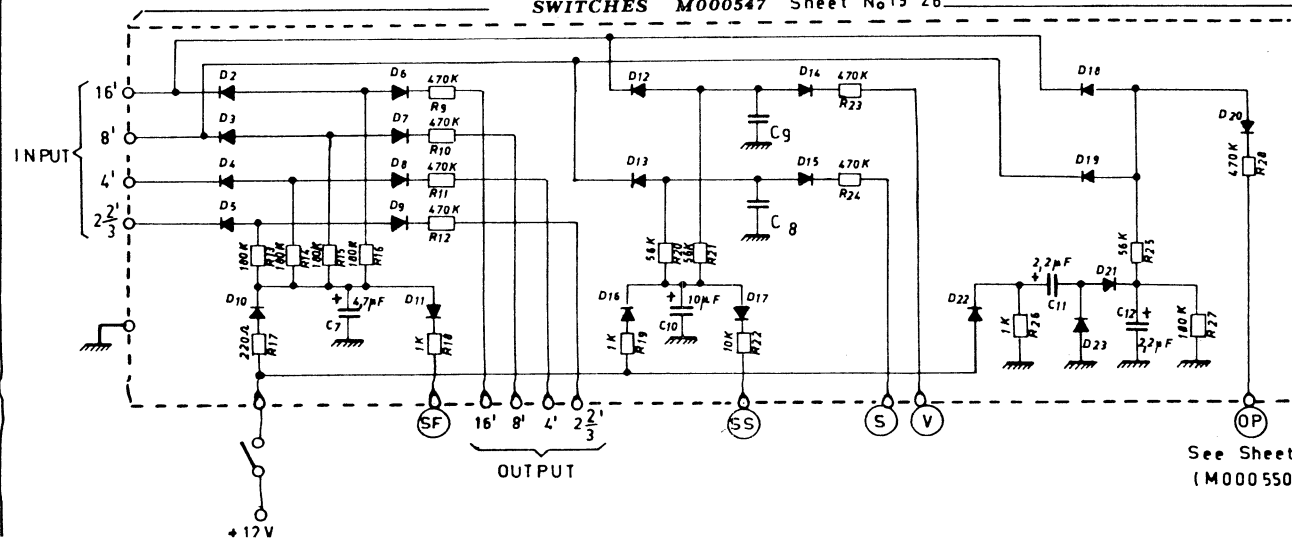 SWITCHES M000547 Sheet No 19 26
D2 D6 470K D12 D14 470K D18
16' R9 R23 D20
D3 D7 470K C9 470K R28
8' R10
INPUT D4 D8 470K D13 D15 470K D19
4' R11 R24
D5 D9 470K C8
2 2/3' R12
180K R13 180K R14 180K R15 180K R16 56K R20 56K R21 56K R25
D10 + 4,7µF D11 D16 + 10µF D17 D22 + 2,2µF D21
C7 C10 C11 C12 +
220Ω R17 1K R18 1K R19 10K R22 1K R26 D23 2,2µF 180K R27
SF 16' 8' 4' 2 2/3 SS S V OP
OUTPUT
See Sheet
(M000550
+12V